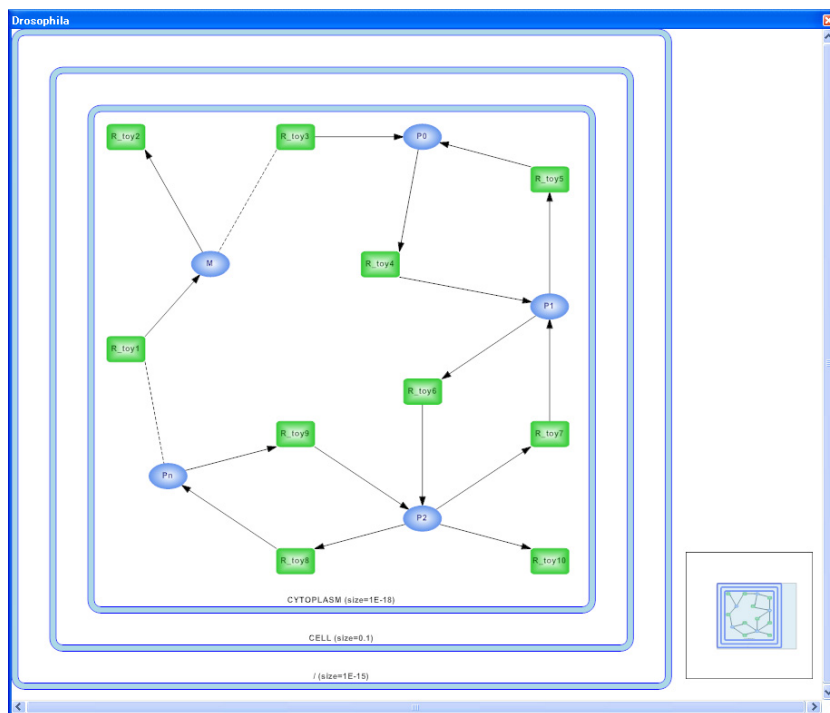 Drosophila
R_toy2
R_toy3
P0
R_toy5
M
R_toy4
P1
R_toy1
R_toy6
R_toy9
R_toy7
Pn
P2
R_toy8
R_toy10
CYTOPLASM (size=1E-18)
CELL (size=0.1)
/ (size=1E-15)